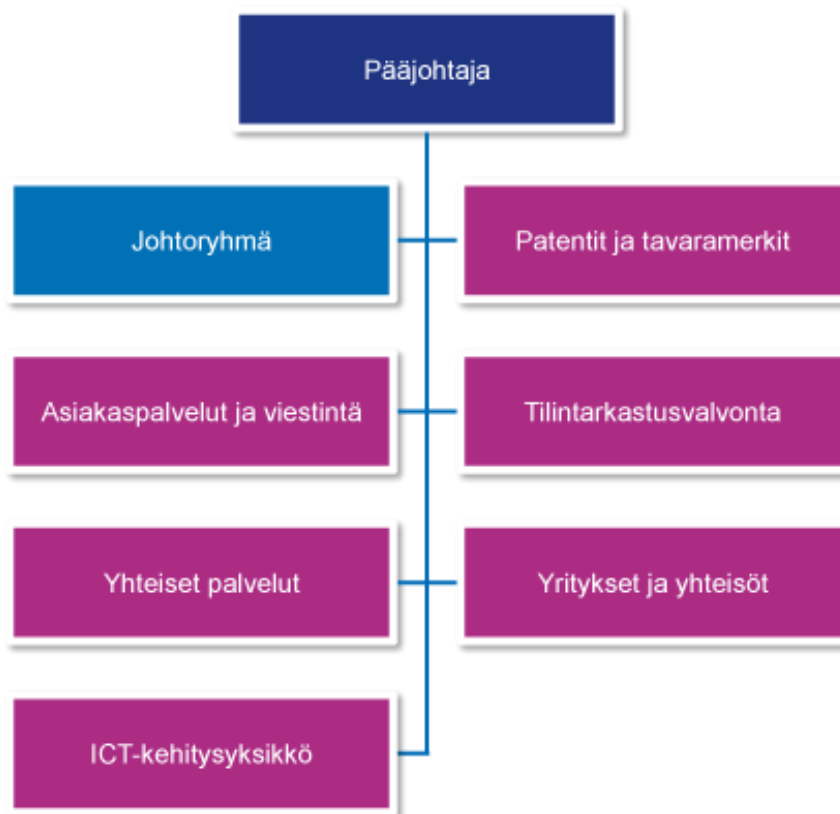 Pääjohtaja
Johtoryhmä
Patentit ja tavaramerkit
Asiakaspalvelut ja viestintä
Tilintarkastusvalvonta
Yhteiset palvelut
Yritykset ja yhteisöt
ICT-kehitysyksikkö